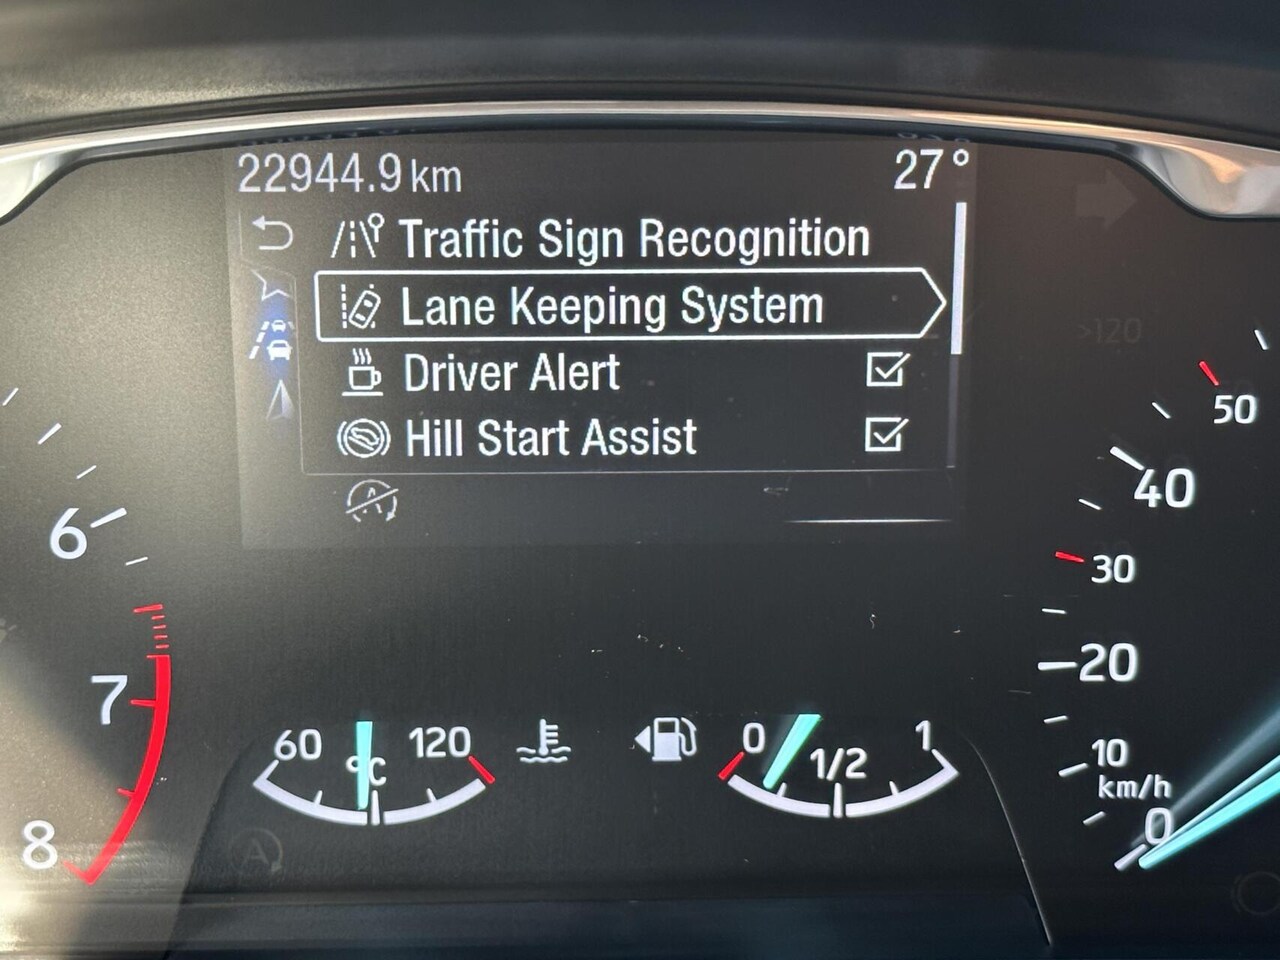 22944.9 km 27°
Traffic Sign Recognition
Lane Keeping System
Driver Alert
Hill Start Assist
>120
50
40
6
30
20
7
60 °C 120
0 1/2 1
10
km/h
0
8
A